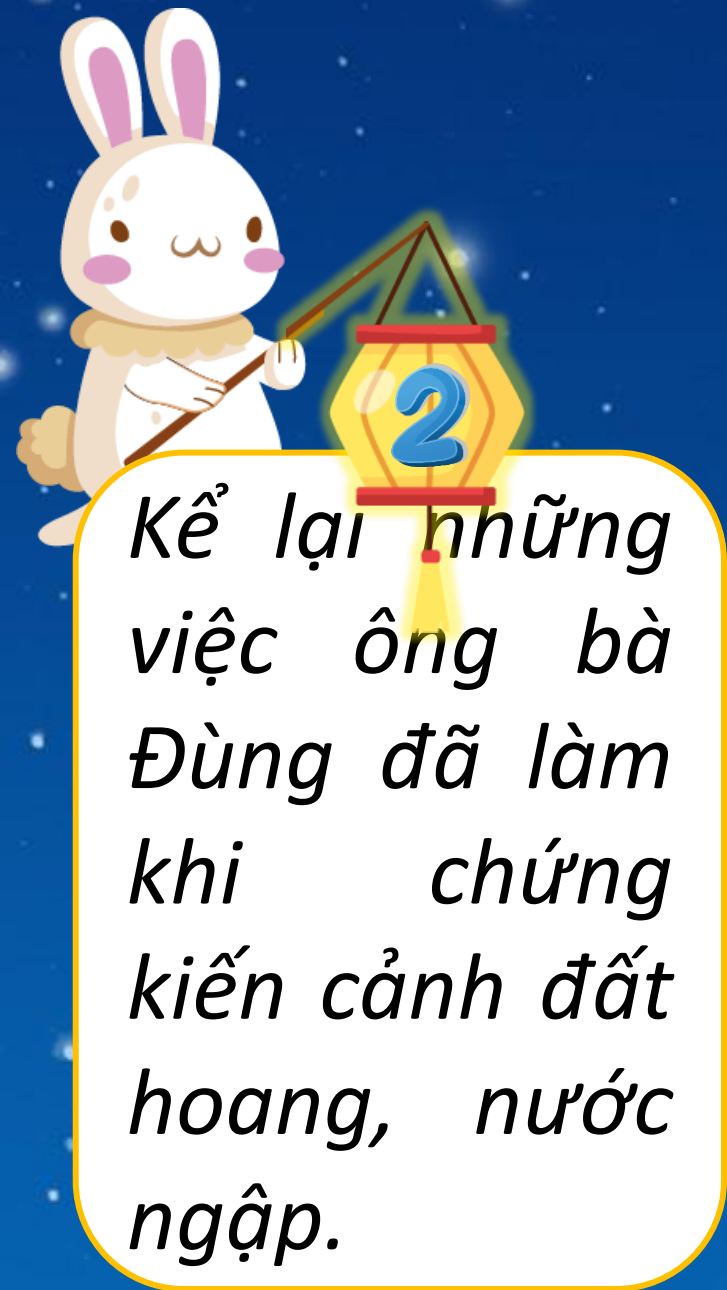 2
Kể lại những
việc ông bà
Đùng đã làm
khi chứng
kiến cảnh đất
hoang, nước
ngập.